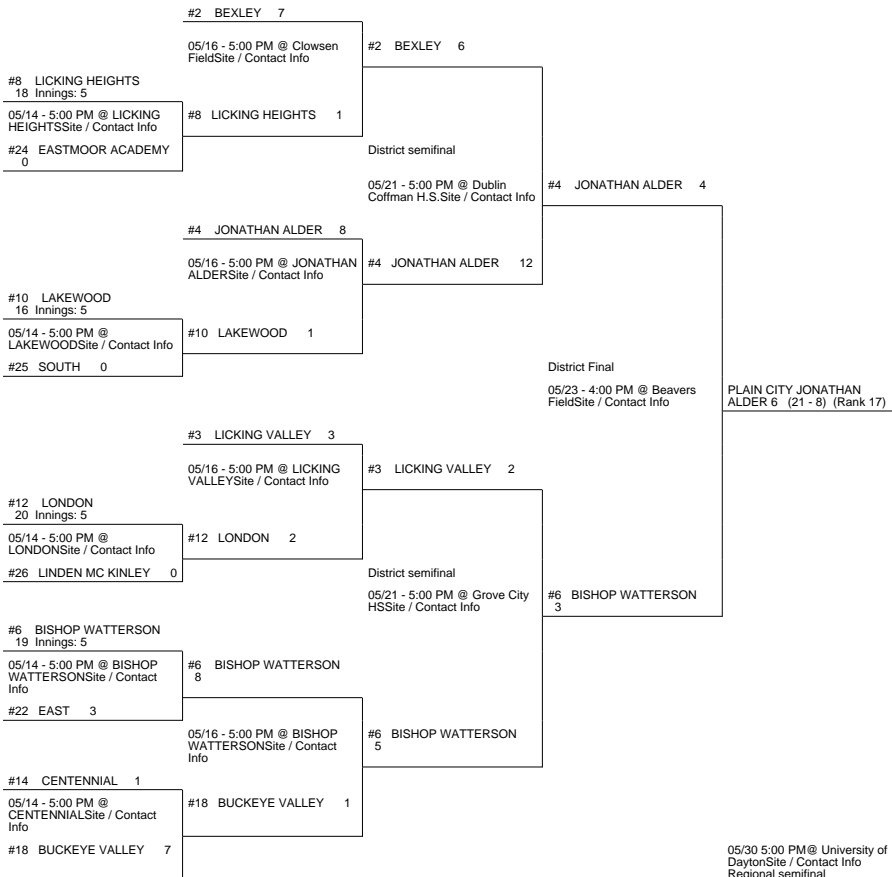 #2 BEXLEY 7
05/16 - 5:00 PM @ Clowsen
FieldSite / Contact Info
#2 BEXLEY 6
#8 LICKING HEIGHTS
18 Innings: 5
05/14 - 5:00 PM @ LICKING
HEIGHTSSite / Contact Info
#8 LICKING HEIGHTS 1
#24 EASTMOOR ACADEMY
0
District semifinal
05/21 - 5:00 PM @ Dublin
Coffman H.S.Site / Contact Info
#4 JONATHAN ALDER 4
#4 JONATHAN ALDER 8
05/16 - 5:00 PM @ JONATHAN
ALDERSite / Contact Info
#4 JONATHAN ALDER 12
#10 LAKEWOOD
16 Innings: 5
05/14 - 5:00 PM @
LAKEWOODSite / Contact Info
#10 LAKEWOOD 1
#25 SOUTH 0
District Final
05/23 - 4:00 PM @ Beavers
FieldSite / Contact Info
PLAIN CITY JONATHAN
ALDER 6 (21 - 8) (Rank 17)
#3 LICKING VALLEY 3
05/16 - 5:00 PM @ LICKING
VALLEYSite / Contact Info
#3 LICKING VALLEY 2
#12 LONDON
20 Innings: 5
05/14 - 5:00 PM @
LONDONSite / Contact Info
#12 LONDON 2
#26 LINDEN MC KINLEY 0
District semifinal
05/21 - 5:00 PM @ Grove City
HSSite / Contact Info
#6 BISHOP WATTERSON
3
#6 BISHOP WATTERSON
19 Innings: 5
05/14 - 5:00 PM @ BISHOP
WATTERSONSite / Contact
Info
#6 BISHOP WATTERSON
8
#22 EAST 3
05/16 - 5:00 PM @ BISHOP
WATTERSONSite / Contact
Info
#6 BISHOP WATTERSON
5
#14 CENTENNIAL 1
05/14 - 5:00 PM @
CENTENNIALSite / Contact
Info
#18 BUCKEYE VALLEY 1
#18 BUCKEYE VALLEY 7
05/30 5:00 PM@ University of
DaytonSite / Contact Info
Regional semifinal